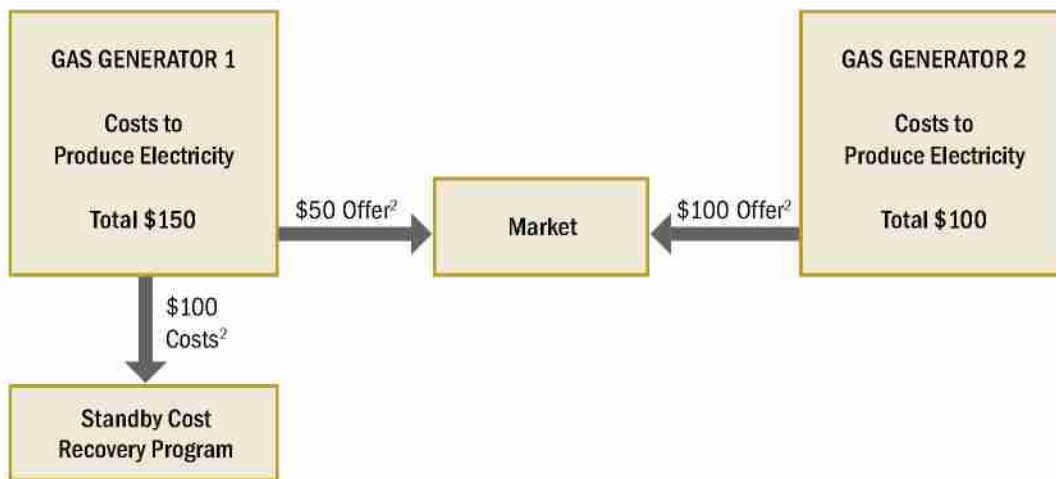 GAS GENERATOR 1
Costs to
Produce Electricity
Total $150
$50 Offer²
Market
$100 Offer²
GAS GENERATOR 2
Costs to
Produce Electricity
Total $100
$100
Costs²
Standby Cost
Recovery Program